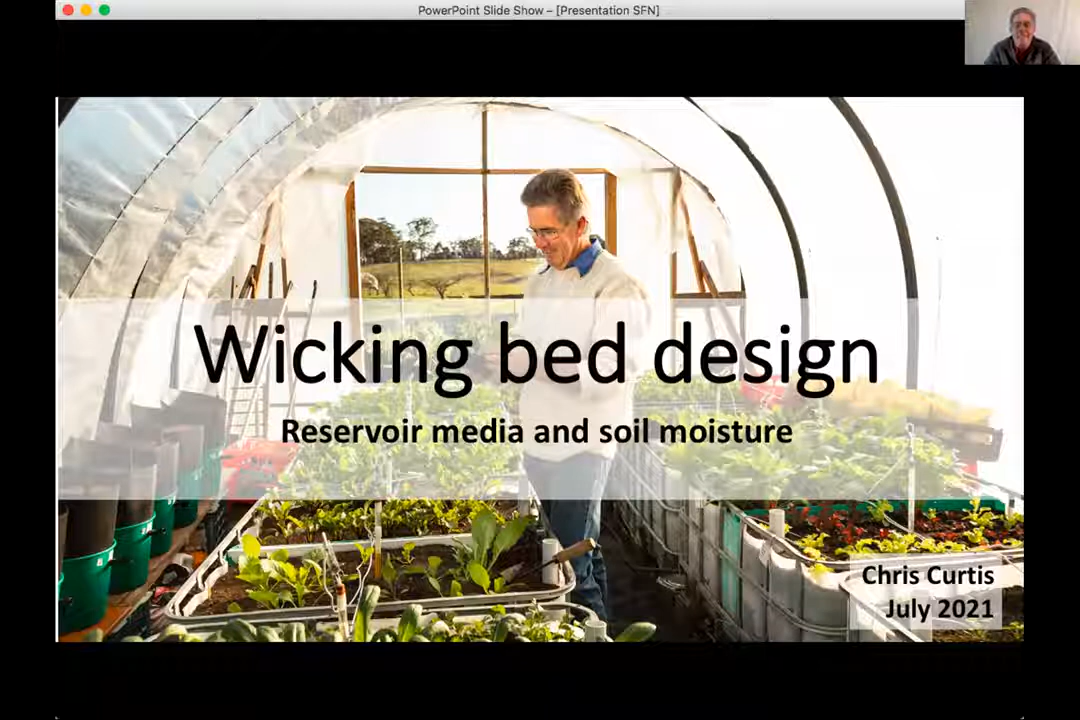 PowerPoint Slide Show – [Presentation SFN]
Wicking bed design
Reservoir media and soil moisture
Chris Curtis
July 2021